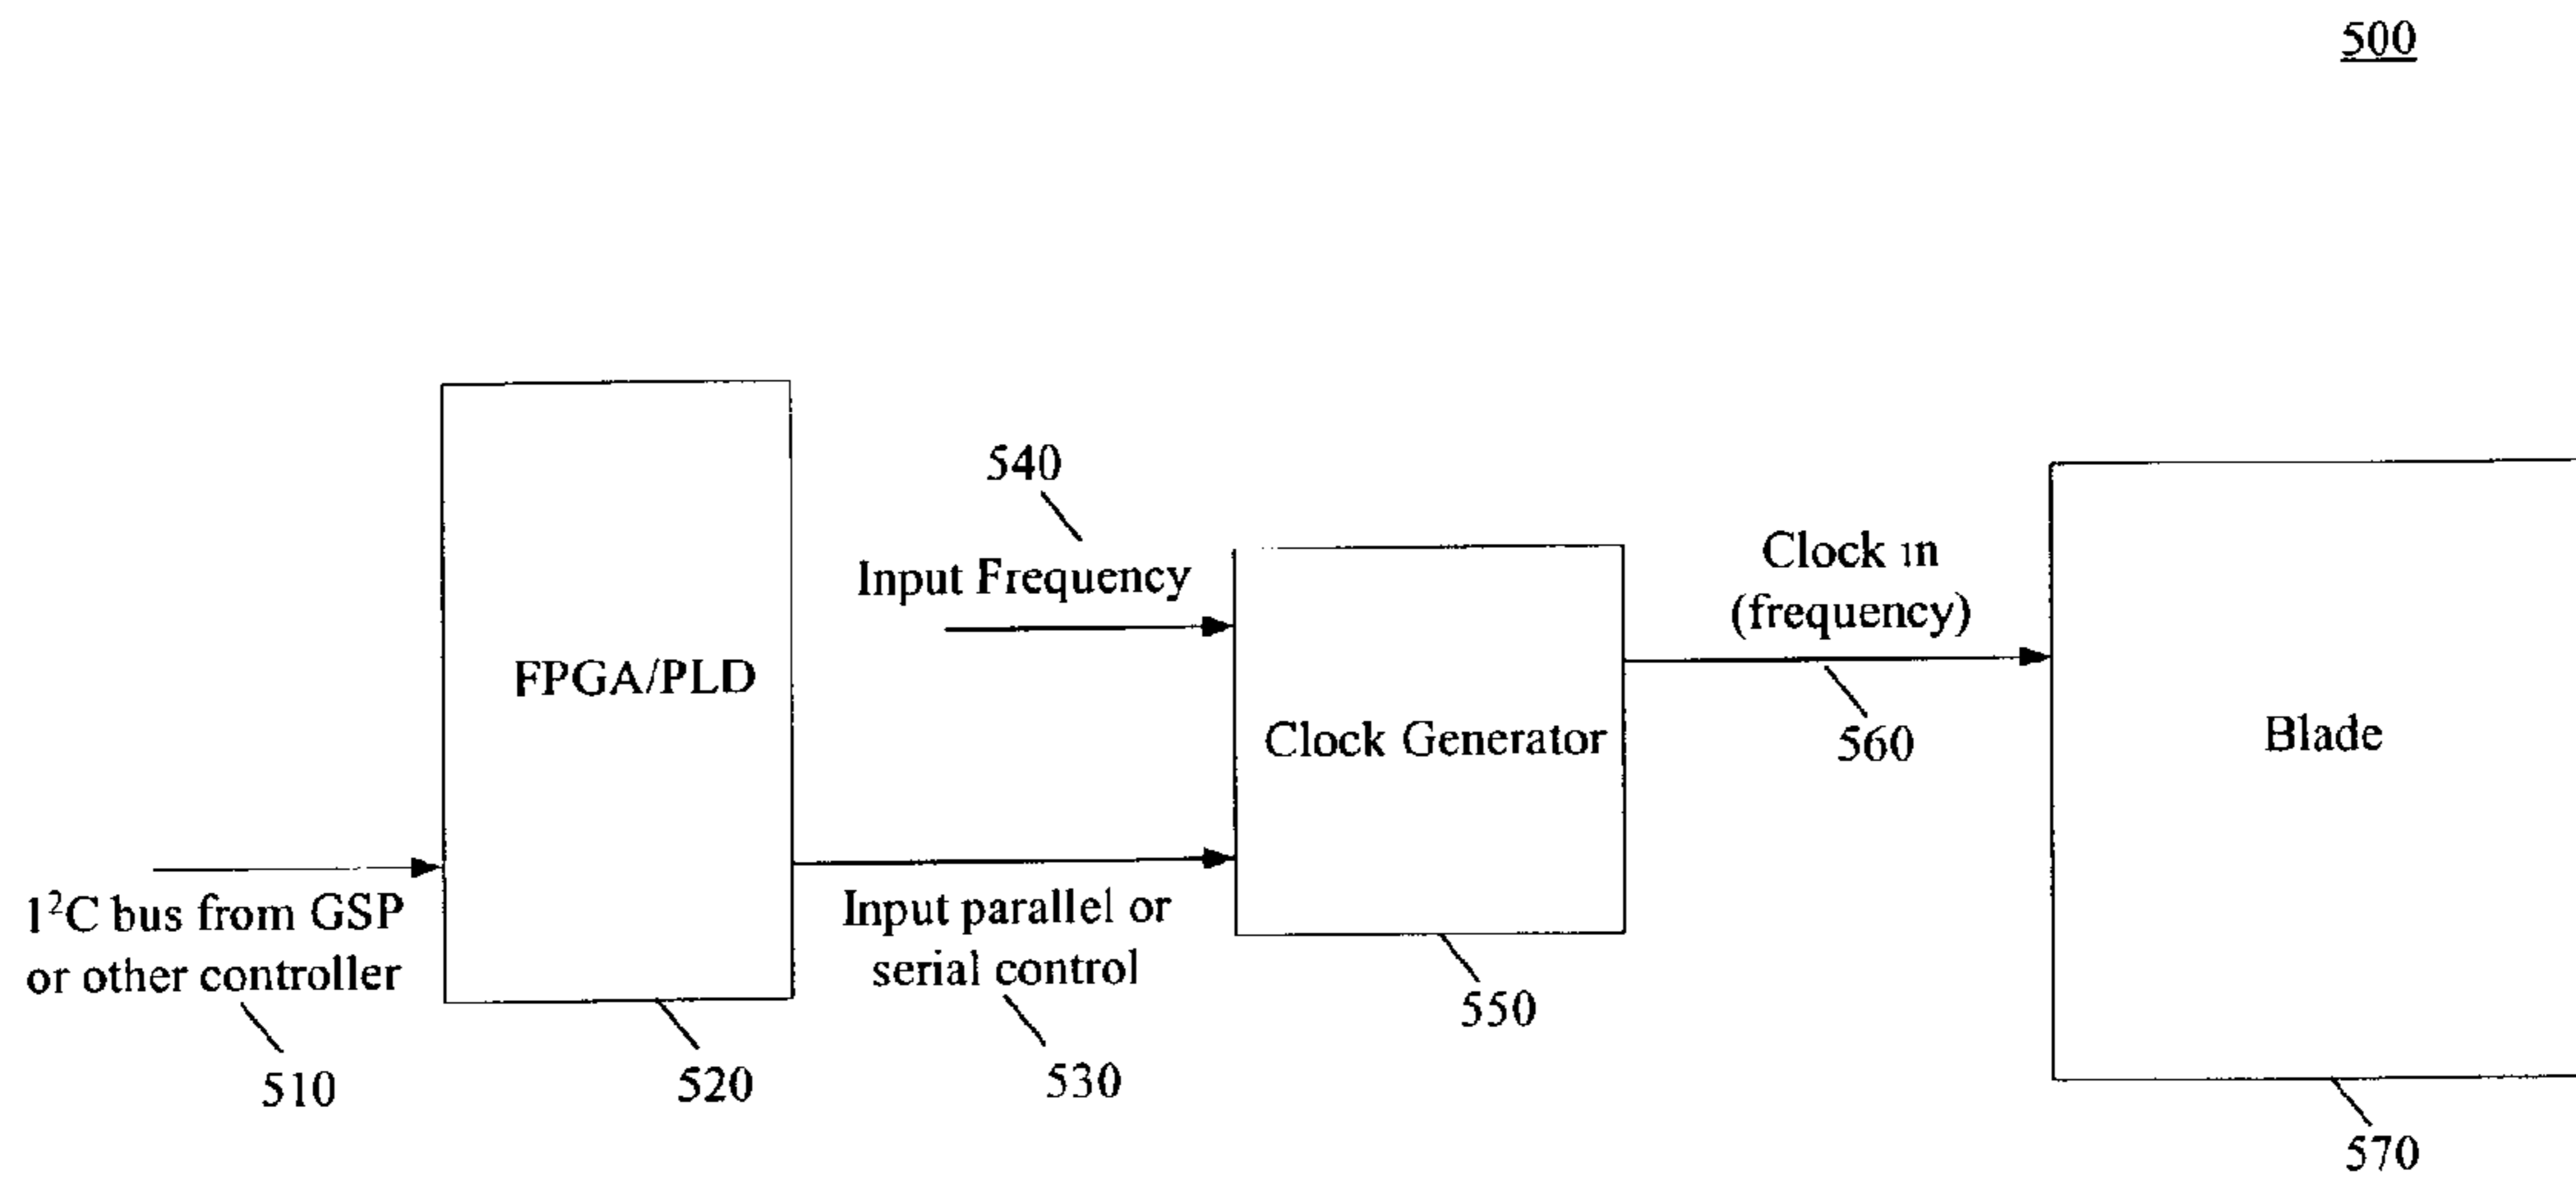 500
540
Input Frequency
Clock in
(frequency)
560
FPGA/PLD
Clock Generator
Blade
I²C bus from GSP
or other controller
510
520
Input parallel or
serial control
530
550
570